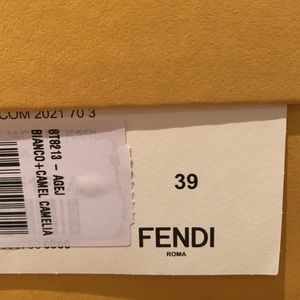 COM 2021 70 3
8T8213 - AGEJ
BIANCO+CAMEL CAMELIA
39
FENDI
ROMA